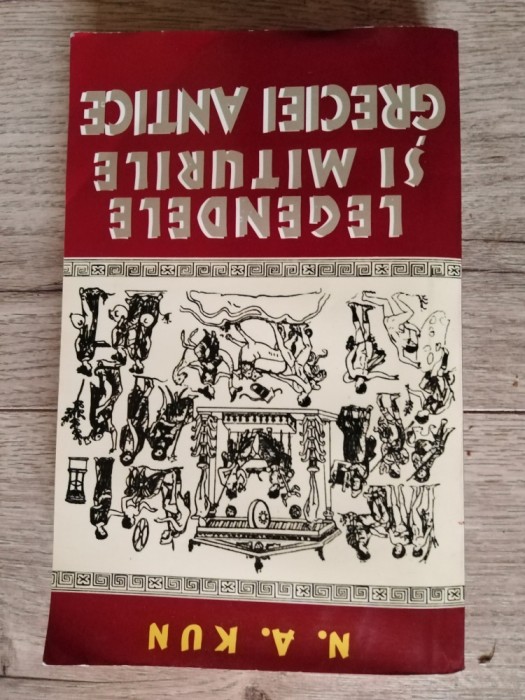 N. A. KUN
LEGENDELE
ȘI MITURILE
GRECIEI ANTICE